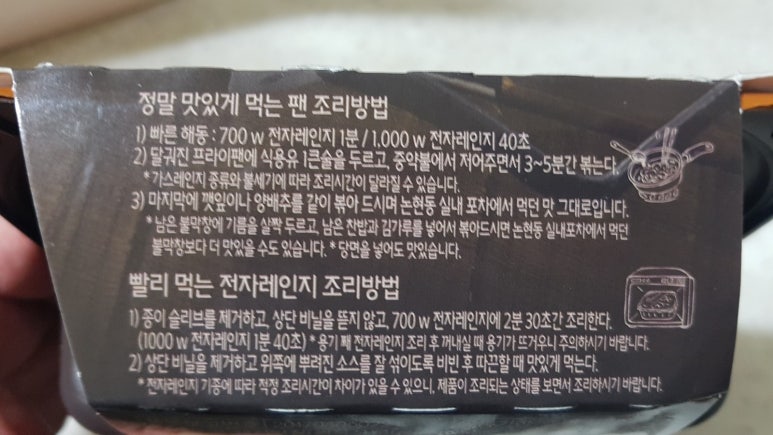 정말 맛있게 먹는 팬 조리방법
1) 빠른 해동 : 700 w 전자레인지 1분 / 1,000 w 전자레인지 40초
2) 달궈진 프라이팬에 식용유 1큰술을 두르고, 중약불에서 저어주면서 3~5분간 볶는다.
* 가스레인지 종류와 불세기에 따라 조리시간이 달라질 수 있습니다.
3) 마지막에 깻잎이나 양배추를 같이 볶아 드시며 논현동 실내 포차에서 먹던 맛 그대로입니다.
* 남은 불막창에 기름을 살짝 두르고, 남은 찬밥과 김가루를 넣어서 볶아드시면 논현동 실내포차에서 먹던
불막창보다 더 맛있을 수도 있습니다. * 당면을 넣어도 맛있습니다.
빨리 먹는 전자레인지 조리방법
1) 종이 슬리브를 제거하고, 상단 비닐을 뜯지 않고, 700 w 전자레인지에 2분 30초간 조리한다.
(1000 w 전자레인지 1분 40초) * 용기 째 전자레인지 조리 후 꺼내실 때 용기가 뜨거우니 주의하시기 바랍니다.
2) 상단 비닐을 제거하고 위쪽에 뿌려진 소스를 잘 섞이도록 비빈 후 따끈할 때 맛있게 먹는다.
* 전자레인지 기종에 따라 적정 조리시간이 차이가 있을 수 있으니, 제품이 조리되는 상태를 보면서 조리하시기 바랍니다.